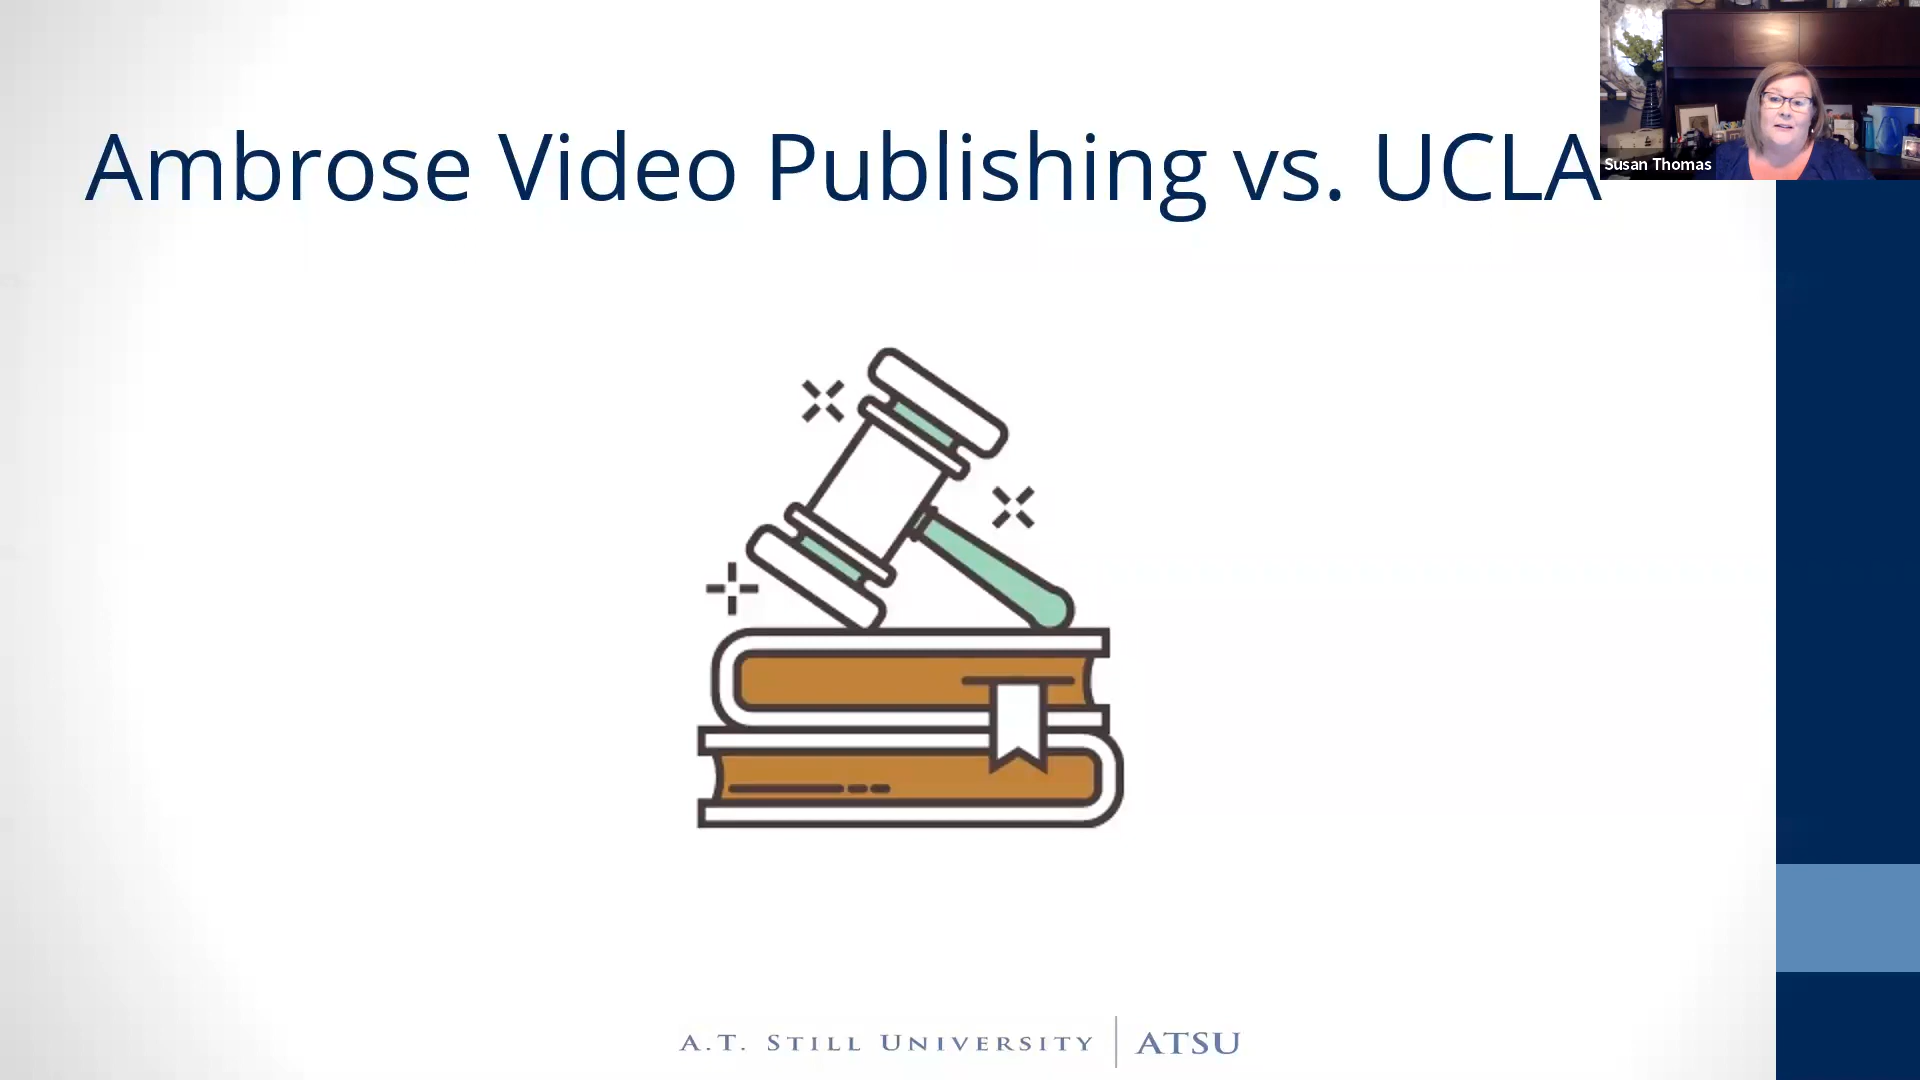 Ambrose Video Publishing vs. UCLA
Susan Thomas
A.T. STILL UNIVERSITY | ATSU